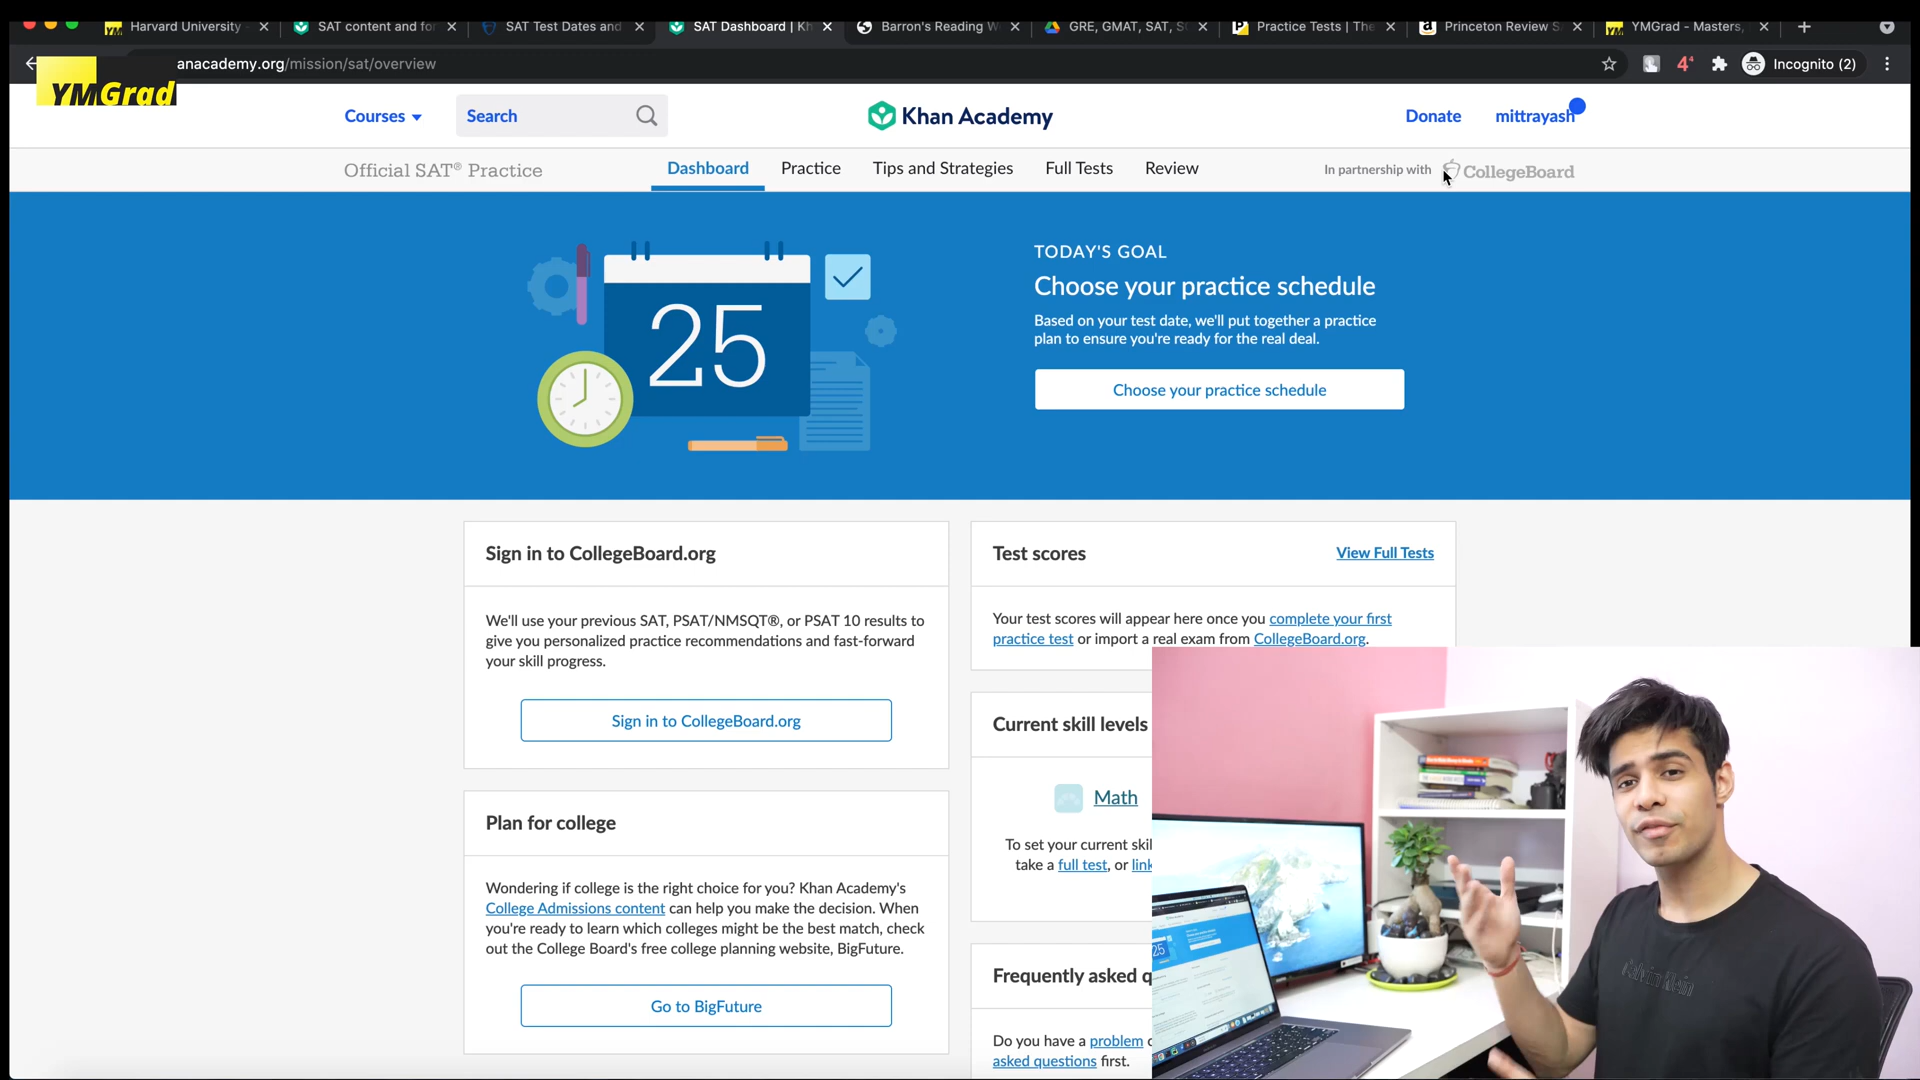 Harvard University
SAT content and for
SAT Test Dates and
SAT Dashboard | Kh
Barron's Reading W
GRE, GMAT, SAT, S
Practice Tests | The
Princeton Review S
YMGrad - Masters,
YMGrad
anacademy.org/mission/sat/overview
Incognito (2)
Courses
Search
Khan Academy
Donate
mittrayash
Official SAT® Practice
Dashboard
Practice
Tips and Strategies
Full Tests
Review
In partnership with
CollegeBoard
25
TODAY'S GOAL
Choose your practice schedule
Based on your test date, we'll put together a practice
plan to ensure you're ready for the real deal.
Choose your practice schedule
Sign in to CollegeBoard.org
We'll use your previous SAT, PSAT/NMSQT®, or PSAT 10 results to
give you personalized practice recommendations and fast-forward
your skill progress.
Sign in to CollegeBoard.org
Plan for college
Wondering if college is the right choice for you? Khan Academy's
College Admissions content can help you make the decision. When
you're ready to learn which colleges might be the best match, check
out the College Board's free college planning website, BigFuture.
Go to BigFuture
Test scores
View Full Tests
Your test scores will appear here once you complete your first
practice test or import a real exam from CollegeBoard.org.
Current skill levels
Math
To set your current skil
take a full test, or link
Frequently asked q
Do you have a problem
asked questions first.
25
Calvin Klein